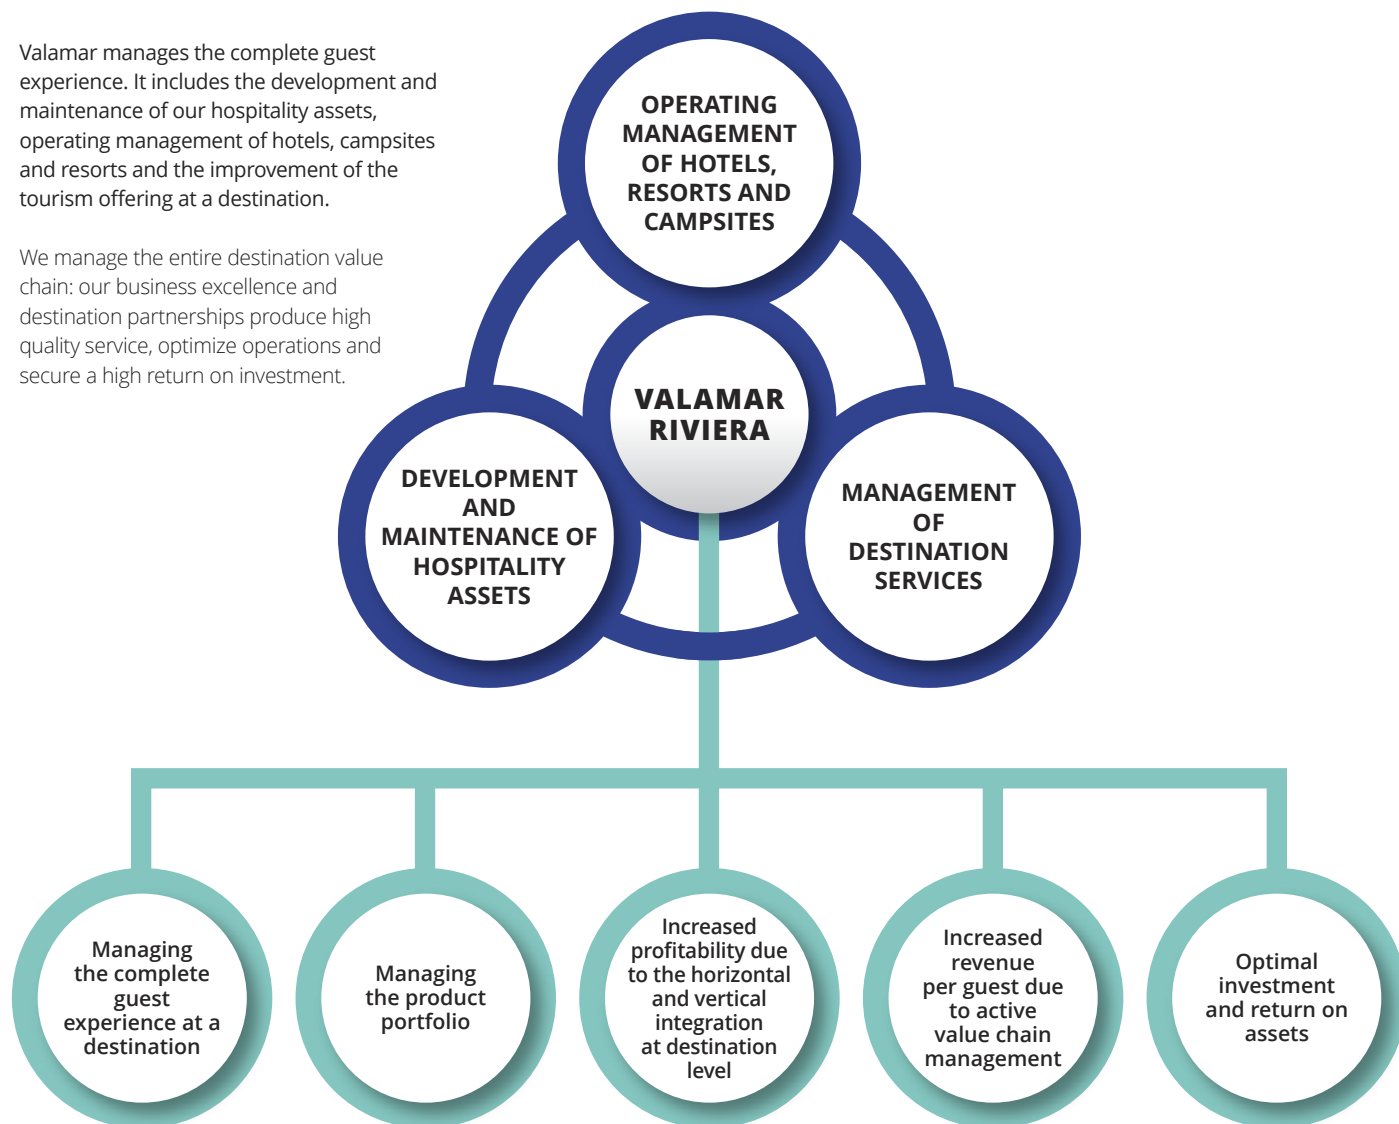 Valamar manages the complete guest
experience. It includes the development and
maintenance of our hospitality assets,
operating management of hotels, campsites
and resorts and the improvement of the
tourism offering at a destination.
We manage the entire destination value
chain: our business excellence and
destination partnerships produce high
quality service, optimize operations and
secure a high return on investment.
OPERATING
MANAGEMENT
OF HOTELS,
RESORTS AND
CAMPSITES
VALAMAR
RIVIERA
DEVELOPMENT
AND
MAINTENANCE OF
HOSPITALITY
ASSETS
MANAGEMENT
OF
DESTINATION
SERVICES
Managing
the complete
guest
experience at a
destination
Managing
the product
portfolio
Increased
profitability due
to the horizontal
and vertical
integration
at destination
level
Increased
revenue
per guest due
to active
value chain
management
Optimal
investment
and return on
assets